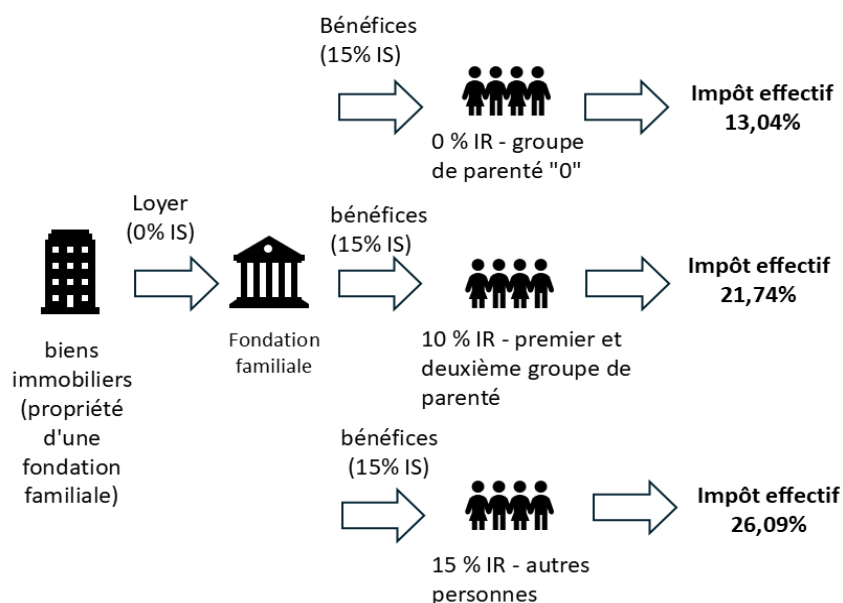 Bénéfices
(15% IS)
0 % IR - groupe
de parenté "0"
Impôt effectif
13,04%
Loyer
(0% IS)
bénéfices
(15% IS)
biens
immobiliers
(propriété
d'une
fondation
familiale)
Fondation
familiale
10 % IR - premier et
deuxième groupe de
parenté
Impôt effectif
21,74%
bénéfices
(15% IS)
15 % IR - autres
personnes
Impôt effectif
26,09%